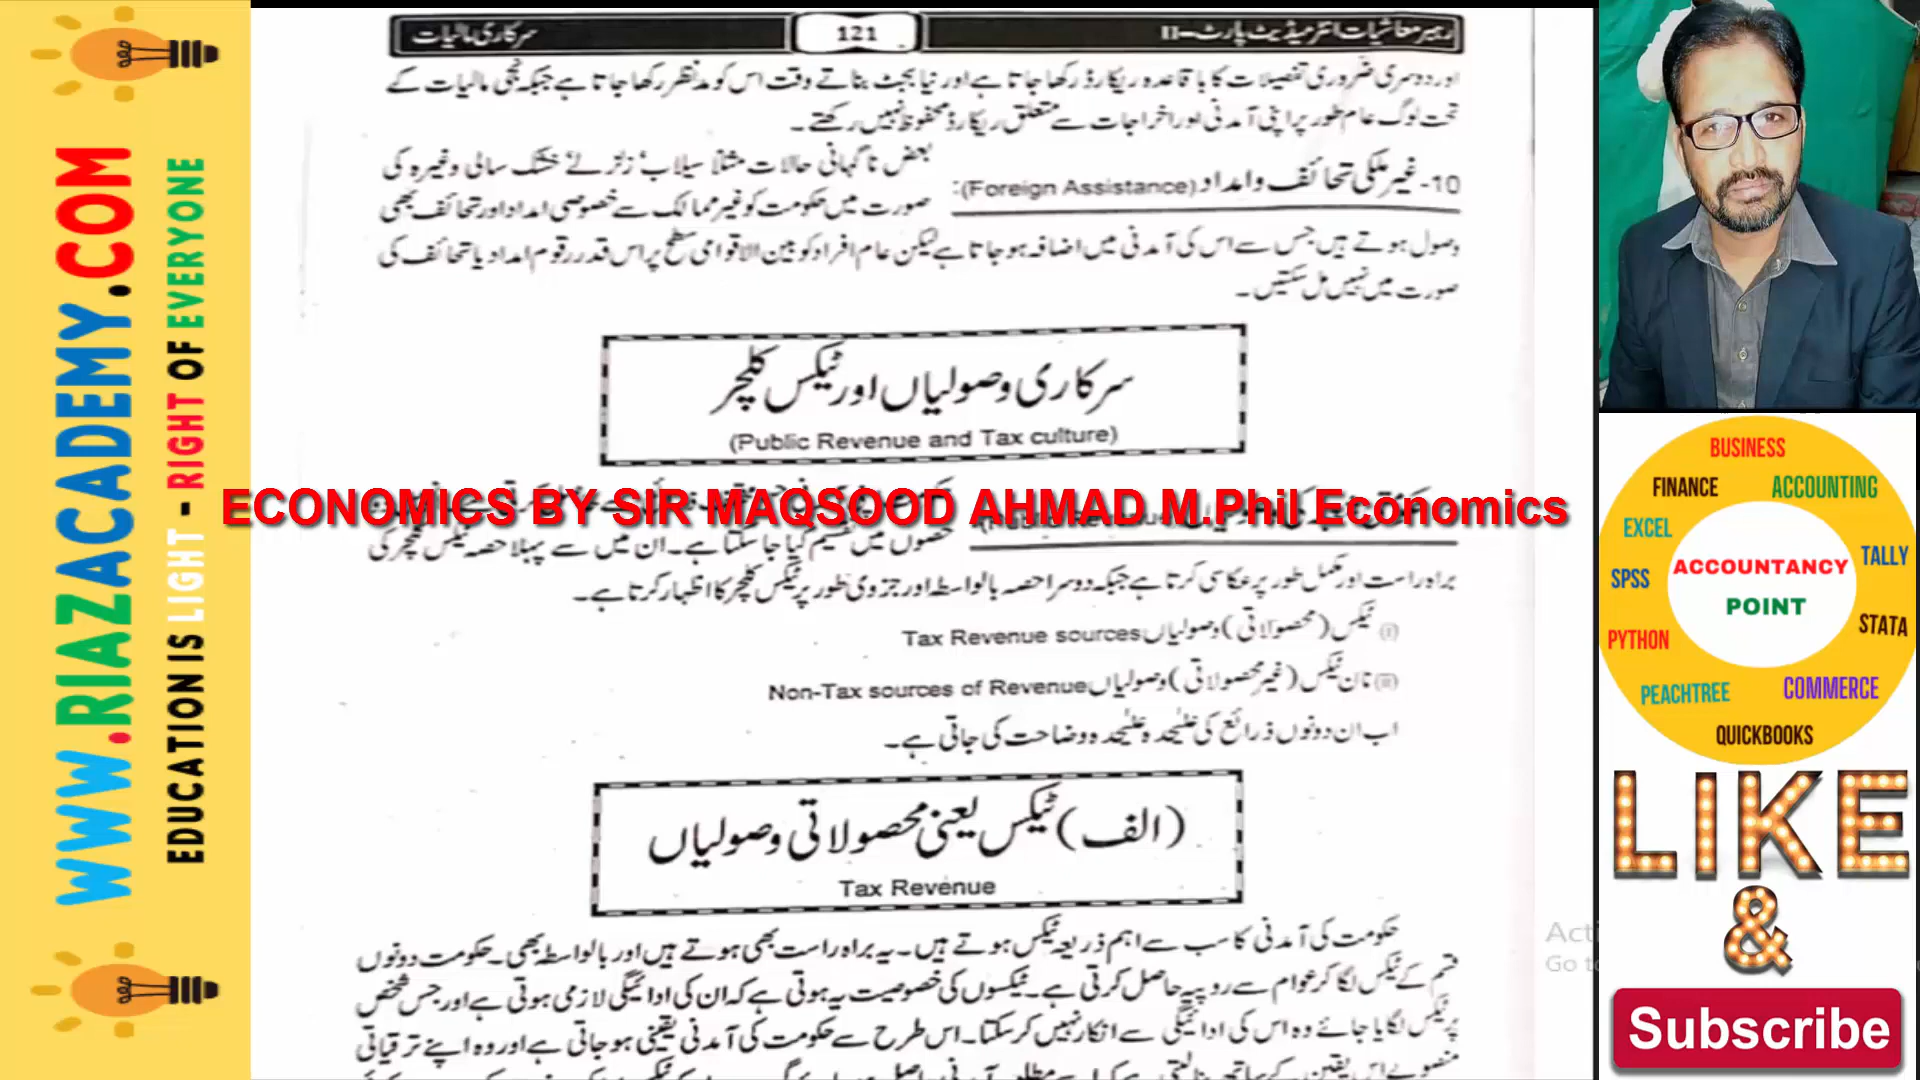 WWW.RIAZACADEMY.COM
EDUCATION IS LIGHT - RIGHT OF EVERYONE
رہبر معاشیات انٹرمیڈیٹ پارٹ-II
121
سرکاری مالیات
اور دوسری ضروری تفصیلات کا باقاعدہ ریکارڈ رکھا جاتا ہے اور نیا بجٹ بناتے وقت اس کو مدنظر رکھا جاتا ہے جبکہ نجی مالیات کے
تحت لوگ عام طور پر اپنی آمدنی اور اخراجات سے متعلق ریکارڈ محفوظ نہیں رکھتے۔
10- غیر ملکی تحائف و امداد (Foreign Assistance):
بعض ناگہانی حالات مثلاً سیلاب' زلزلے' خشک سالی وغیرہ کی
صورت میں حکومت کو غیر ممالک سے خصوصی امداد اور تحائف بھی
وصول ہوتے ہیں جس سے اس کی آمدنی میں اضافہ ہو جاتا ہے لیکن عام افراد کو بین الاقوامی سطح پر اس قدر رقوم امداد یا تحائف کی
صورت میں نہیں مل سکتیں۔
سرکاری وصولیاں اور ٹیکس کلچر
(Public Revenue and Tax culture)
ECONOMICS BY SIR MAQSOOD AHMAD M.Phil Economics
حصوں میں تقسیم کیا جا سکتا ہے۔ ان میں سے پہلا حصہ ٹیکس کلچر کی
براہ راست اور مکمل طور پر عکاسی کرتا ہے جبکہ دوسرا حصہ بالواسطہ اور جزوی طور پر ٹیکس کلچر کا اظہار کرتا ہے۔
(i) ٹیکس (محصولاتی) وصولیاں Tax Revenue sources
(ii) نان ٹیکس (غیر محصولاتی) وصولیاں Non-Tax sources of Revenue
اب ان دونوں ذرائع کی علیٰحدہ علیٰحدہ وضاحت کی جاتی ہے۔
(الف) ٹیکس یعنی محصولاتی وصولیاں
Tax Revenue
حکومت کی آمدنی کا سب سے اہم ذریعہ ٹیکس ہوتے ہیں۔ یہ براہ راست بھی ہوتے ہیں اور بالواسطہ بھی۔ حکومت دونوں
قسم کے ٹیکس لگا کر عوام سے روپیہ حاصل کرتی ہے۔ ٹیکسوں کی خصوصیت یہ ہوتی ہے کہ ان کی ادائیگی لازمی ہوتی ہے اور جس شخص
پر ٹیکس لگایا جائے وہ اس کی ادائیگی سے انکار نہیں کر سکتا۔ اس طرح سے حکومت کی آمدنی یقینی ہو جاتی ہے اور وہ اپنے ترقیاتی
BUSINESS
FINANCE
ACCOUNTING
EXCEL
TALLY
SPSS
ACCOUNTANCY
POINT
STATA
PYTHON
PEACHTREE
COMMERCE
QUICKBOOKS
LIKE
&
Subscribe